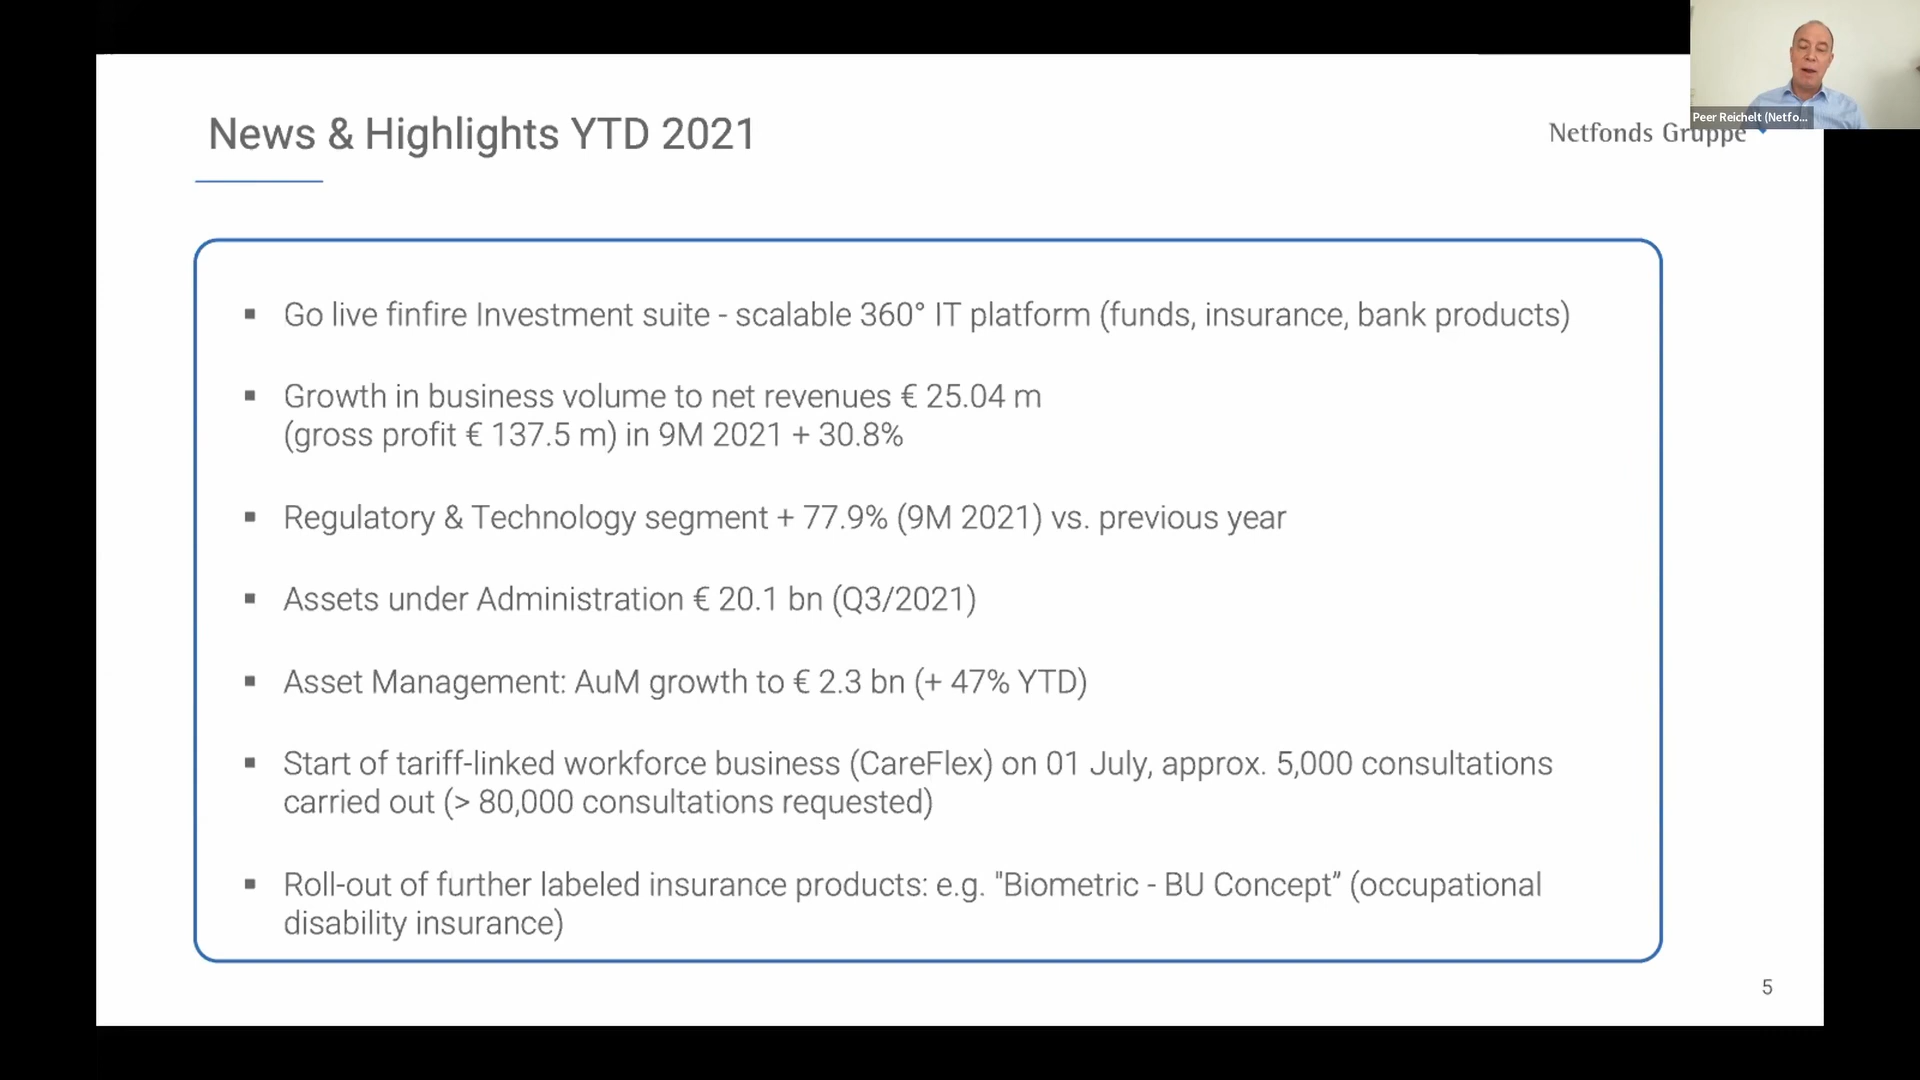 News & Highlights YTD 2021
Netfonds Gruppe
Peer Reichelt (Netfo...
▪ Go live finfire Investment suite - scalable 360° IT platform (funds, insurance, bank products)
▪ Growth in business volume to net revenues € 25.04 m
(gross profit € 137.5 m) in 9M 2021 + 30.8%
▪ Regulatory & Technology segment + 77.9% (9M 2021) vs. previous year
▪ Assets under Administration € 20.1 bn (Q3/2021)
▪ Asset Management: AuM growth to € 2.3 bn (+ 47% YTD)
▪ Start of tariff-linked workforce business (CareFlex) on 01 July, approx. 5,000 consultations
carried out (> 80,000 consultations requested)
▪ Roll-out of further labeled insurance products: e.g. "Biometric - BU Concept” (occupational
disability insurance)
5